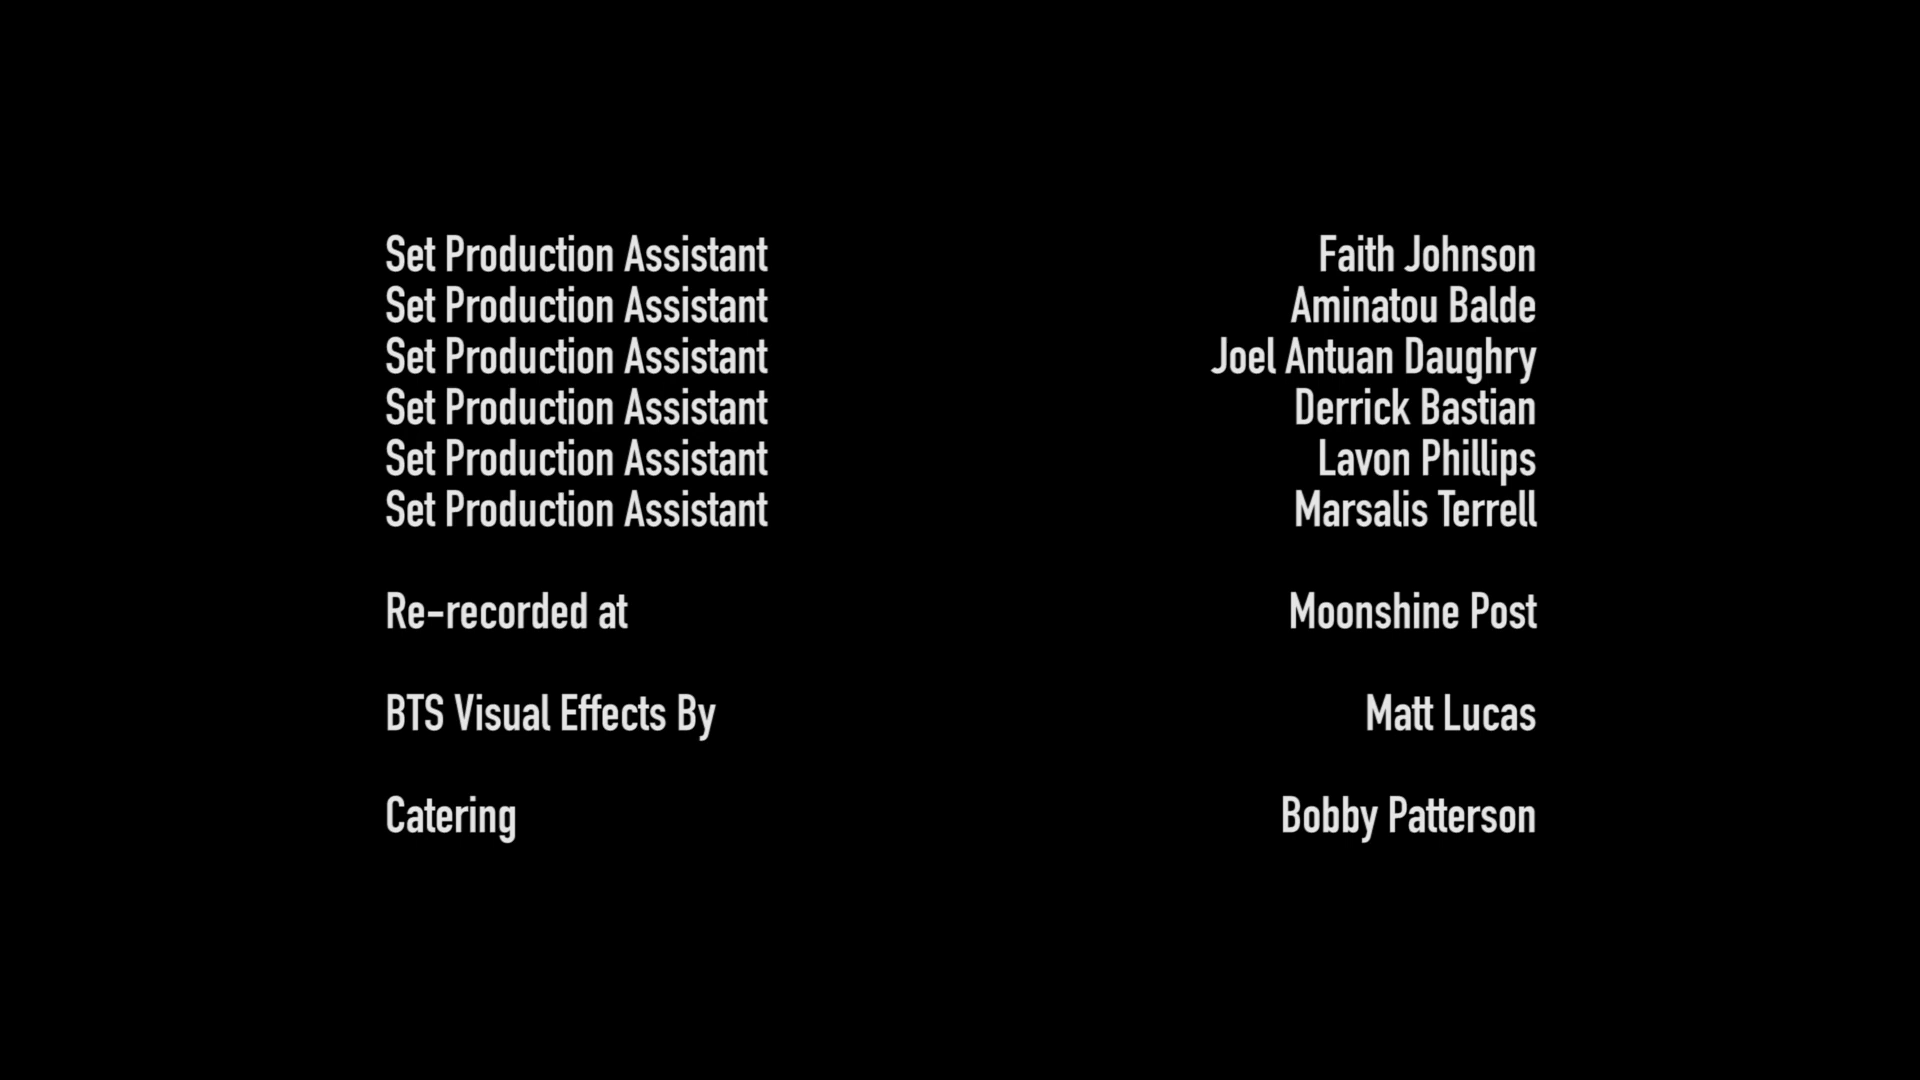 Set Production Assistant Faith Johnson
Set Production Assistant Aminatou Balde
Set Production Assistant Joel Antuan Daughry
Set Production Assistant Derrick Bastian
Set Production Assistant Lavon Phillips
Set Production Assistant Marsalis Terrell
Re-recorded at Moonshine Post
BTS Visual Effects By Matt Lucas
Catering Bobby Patterson